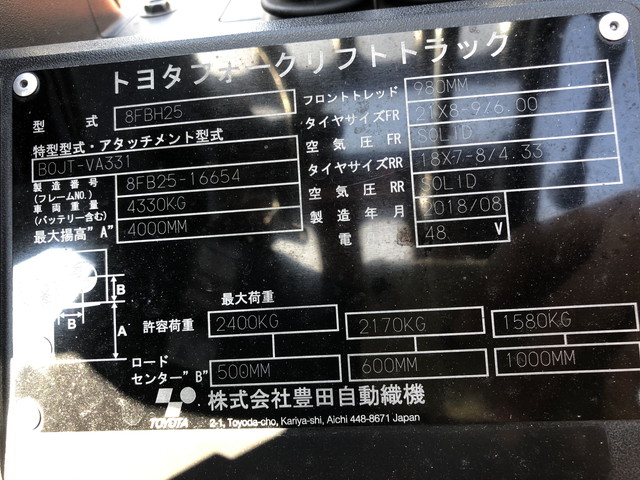 トヨタフォークリフトトラック
型 式 8FBH25
特型型式・アタッチメント型式
B0JT-VA331
製造番号 (フレームNO.) 8FB25-16654
車両重量 (バッテリー含む) 4330KG
最大揚高"A" 4000MM
フロントトレッド 980MM
タイヤサイズFR 21X8-9/6.00
空気圧FR SOLID
タイヤサイズRR 18X7-8/4.33
空気圧RR SOLID
製造年月 2018/08
電 48 V
B
B
A
最大荷重
許容荷重 2400KG 2170KG 1580KG
ロード
センター"B" 500MM 600MM 1000MM
TOYOTA 株式会社豊田自動織機
2-1, Toyoda-cho, Kariya-shi, Aichi 448-8671 Japan